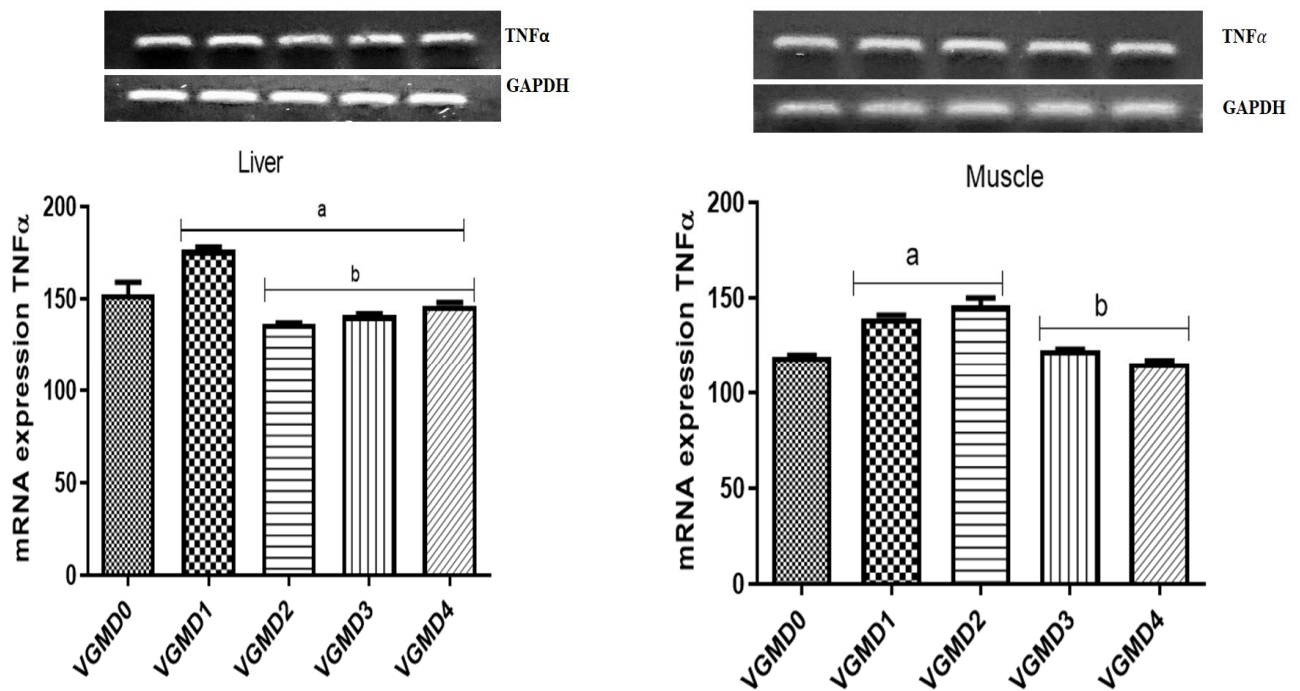 TNFα
GAPDH
Liver
200
150
100
50
0
mRNA expression TNFα
a
b
VGMD0
VGMD1
VGMD2
VGMD3
VGMD4
TNFα
GAPDH
Muscle
200
150
100
50
0
mRNA expression TNFα
a
b
VGMD0
VGMD1
VGMD2
VGMD3
VGMD4